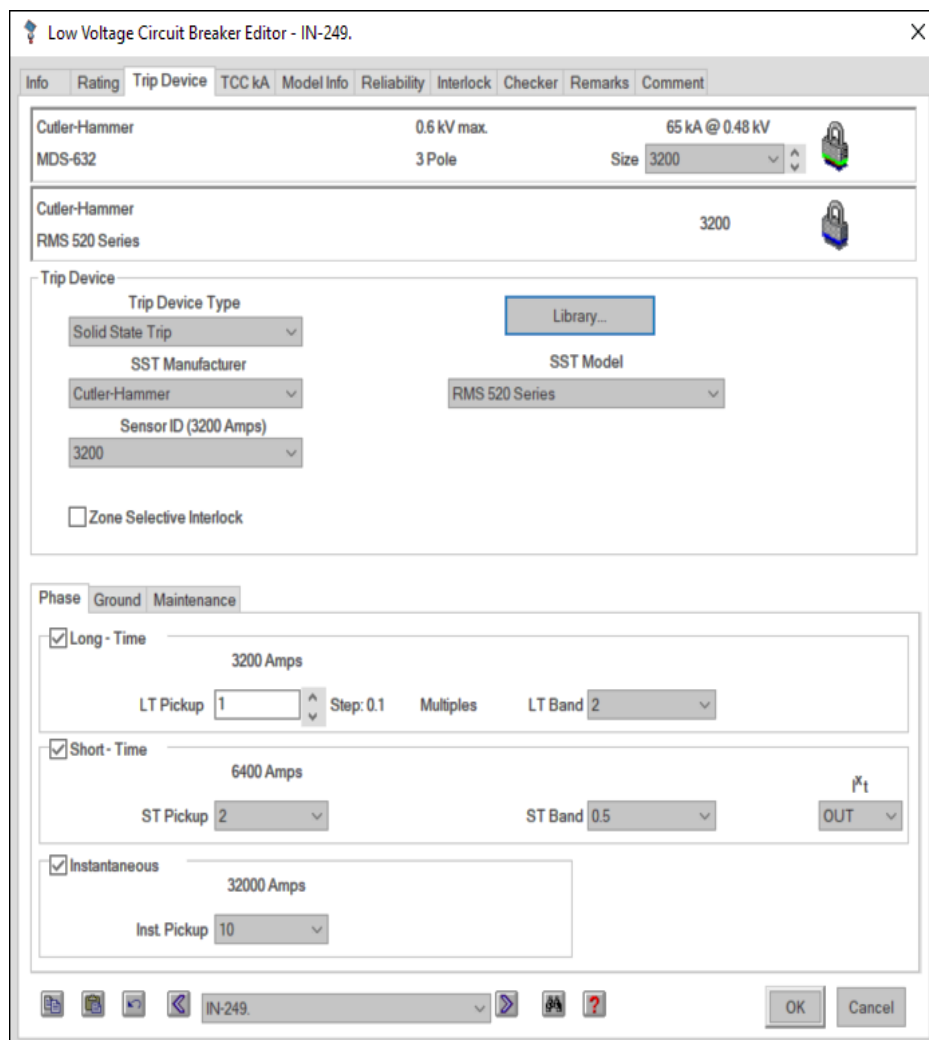 Low Voltage Circuit Breaker Editor - IN-249.
Info Rating Trip Device TCC kA Model Info Reliability Interlock Checker Remarks Comment
Cutler-Hammer 0.6 kV max. 65 kA @ 0.48 kV
MDS-632 3 Pole Size 3200
Cutler-Hammer
3200
RMS 520 Series
Trip Device
Trip Device Type
Solid State Trip Library...
SST Manufacturer SST Model
Cutler-Hammer RMS 520 Series
Sensor ID (3200 Amps)
3200
Zone Selective Interlock
Phase Ground Maintenance
Long - Time
3200 Amps
LT Pickup 1 Step: 0.1 Multiples LT Band 2
Short - Time
6400 Amps I^x t
ST Pickup 2 ST Band 0.5 OUT
Instantaneous
32000 Amps
Inst. Pickup 10
IN-249. ? OK Cancel